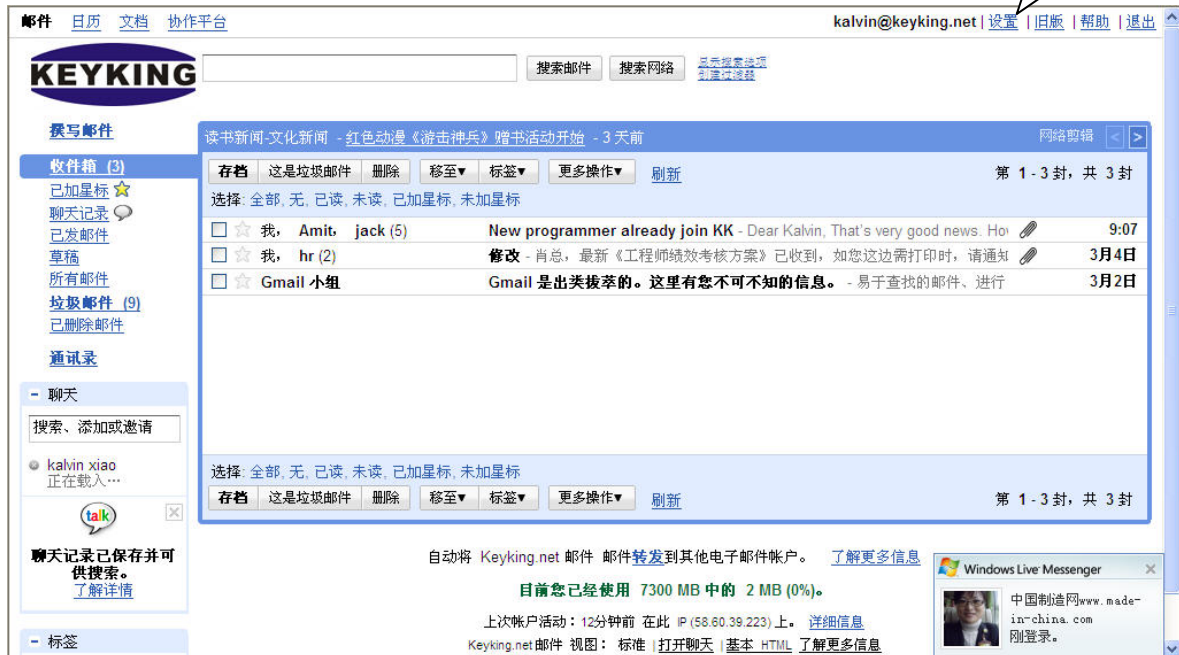 邮件 日历 文档 协作平台 kalvin@keyking.net | 设置 | 旧版 | 帮助 | 退出
KEYKING
搜索邮件 搜索网络 显示搜索选项
创建过滤器
撰写邮件
收件箱 (3)
已加星标
聊天记录
已发邮件
草稿
所有邮件
垃圾邮件 (9)
已删除邮件
通讯录
− 聊天
搜索、添加或邀请
kalvin xiao
正在载入…
talk
聊天记录已保存并可
供搜索。
了解详情
− 标签
读书新闻-文化新闻 - 红色动漫《游击神兵》赠书活动开始 - 3 天前 网络剪辑 < >
存档 这是垃圾邮件 删除 移至▼ 标签▼ 更多操作▼ 刷新 第 1 - 3 封，共 3 封
选择: 全部, 无, 已读, 未读, 已加星标, 未加星标
我， Amit， jack (5) New programmer already join KK - Dear Kalvin, That's very good news. Ho 9:07
我， hr (2) 修改 - 肖总，最新《工程师绩效考核方案》已收到，如您这边需打印时，请通知 3月4日
Gmail 小组 Gmail 是出类拔萃的。这里有您不可不知的信息。 - 易于查找的邮件、进行 3月2日
选择: 全部, 无, 已读, 未读, 已加星标, 未加星标
存档 这是垃圾邮件 删除 移至▼ 标签▼ 更多操作▼ 刷新 第 1 - 3 封，共 3 封
自动将 Keyking.net 邮件 邮件转发到其他电子邮件帐户。 了解更多信息
目前您已经使用 7300 MB 中的 2 MB (0%)。
上次帐户活动：12分钟前 在此 IP (58.60.39.223) 上。 详细信息
Keyking.net 邮件 视图： 标准 | 打开聊天 | 基本 HTML 了解更多信息
Windows Live Messenger
中国制造网www.made-
in-china.com
刚登录。